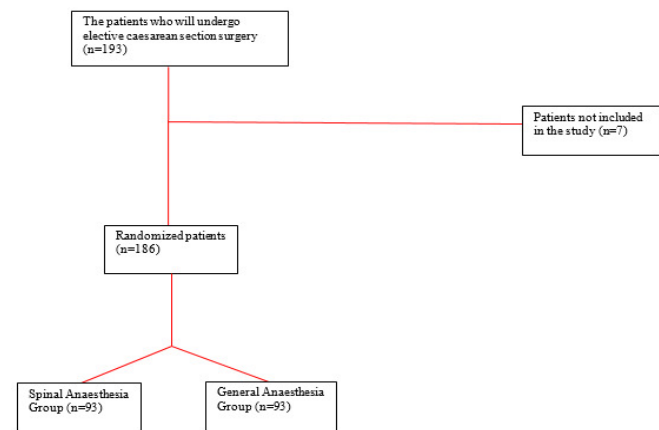 The patients who will undergo
elective caesarean section surgery
(n=193)
Patients not included
in the study (n=7)
Randomized patients
(n=186)
Spinal Anaesthesia
Group (n=93)
General Anaesthesia
Group (n=93)